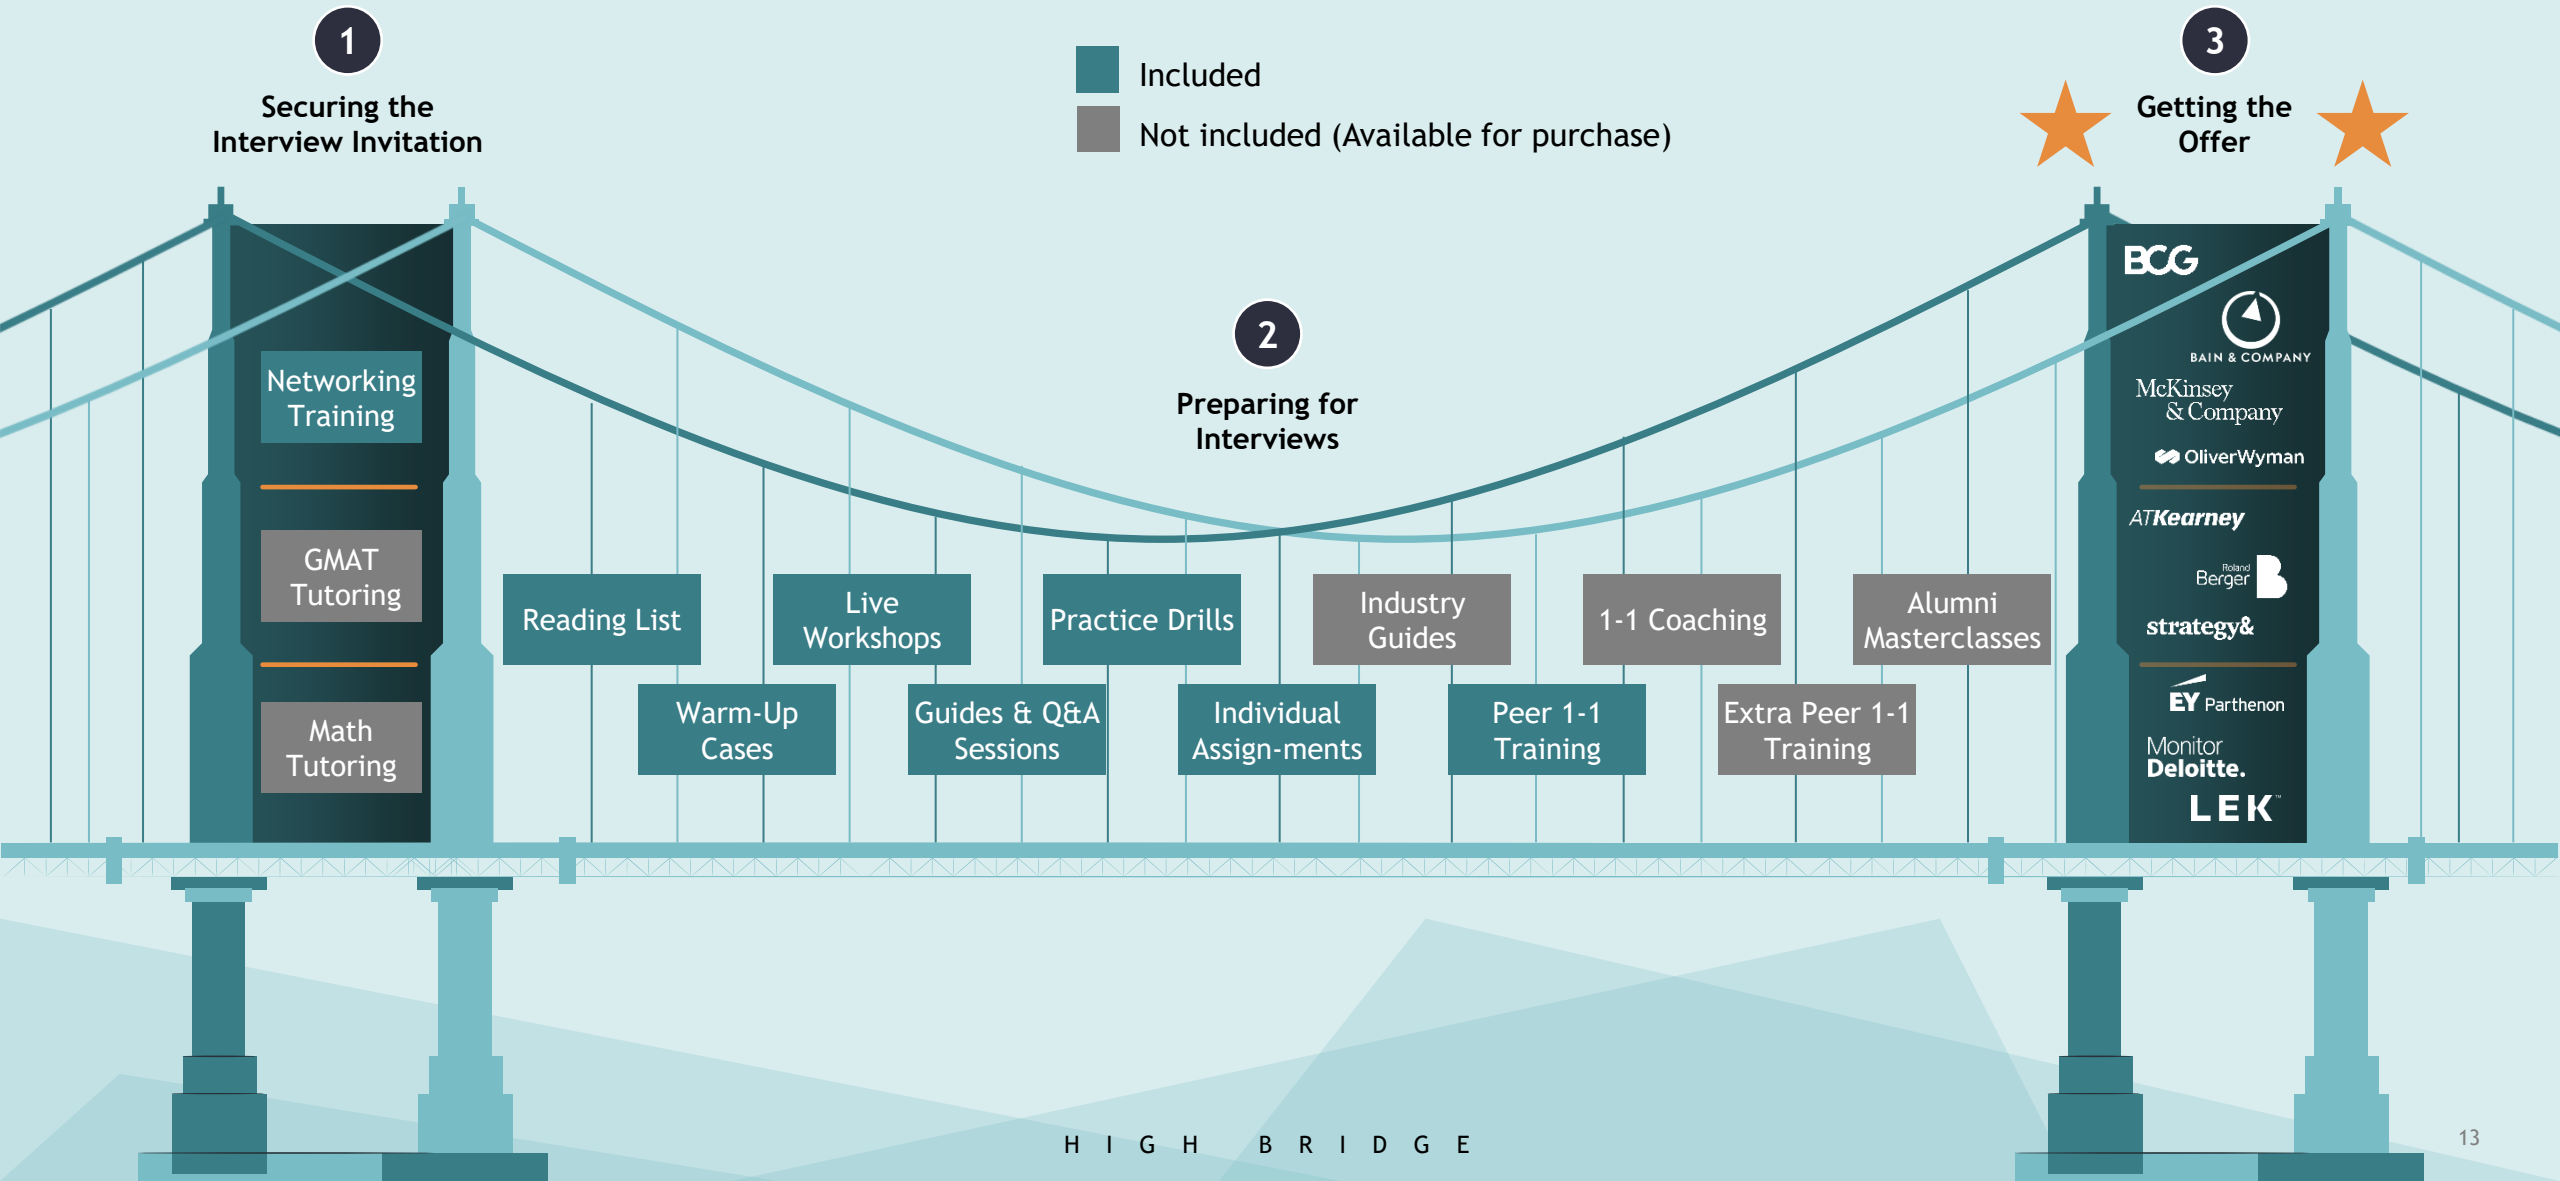 1
Securing the
Interview Invitation
Included
Not included (Available for purchase)
3
Getting the
Offer
2
Preparing for
Interviews
Networking
Training
GMAT
Tutoring
Math
Tutoring
Reading List
Warm-Up
Cases
Live
Workshops
Guides & Q&A
Sessions
Practice Drills
Individual
Assign-ments
Industry
Guides
Peer 1-1
Training
1-1 Coaching
Extra Peer 1-1
Training
Alumni
Masterclasses
BCG
BAIN & COMPANY
McKinsey
& Company
OliverWyman
ATKearney
Roland
Berger B
strategy&
EY Parthenon
Monitor
Deloitte.
LEK™
HIGH BRIDGE
13